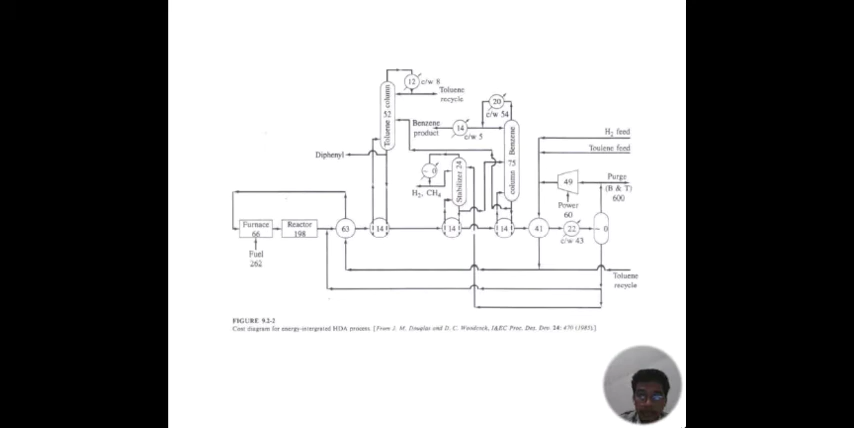 12
c/w 8
Toluene
recycle
Toluene column
52
20
c/w 54
Benzene
product
14
c/w 5
Benzene
75
column
H₂ feed
Toulene feed
Diphenyl
- 0
Stabilizer 24
H₂, CH₄
49
Purge
(B & T)
600
Power
60
Furnace
66
Reactor
198
63
14
14
14
41
22
c/w 43
- 0
Fuel
262
Toluene
recycle
FIGURE 9.2-2
Cost diagram for energy-intergrated HDA process. [From J. M. Douglas and D. C. Woodcock, I&EC Proc. Des. Dev. 24: 470 (1985).]